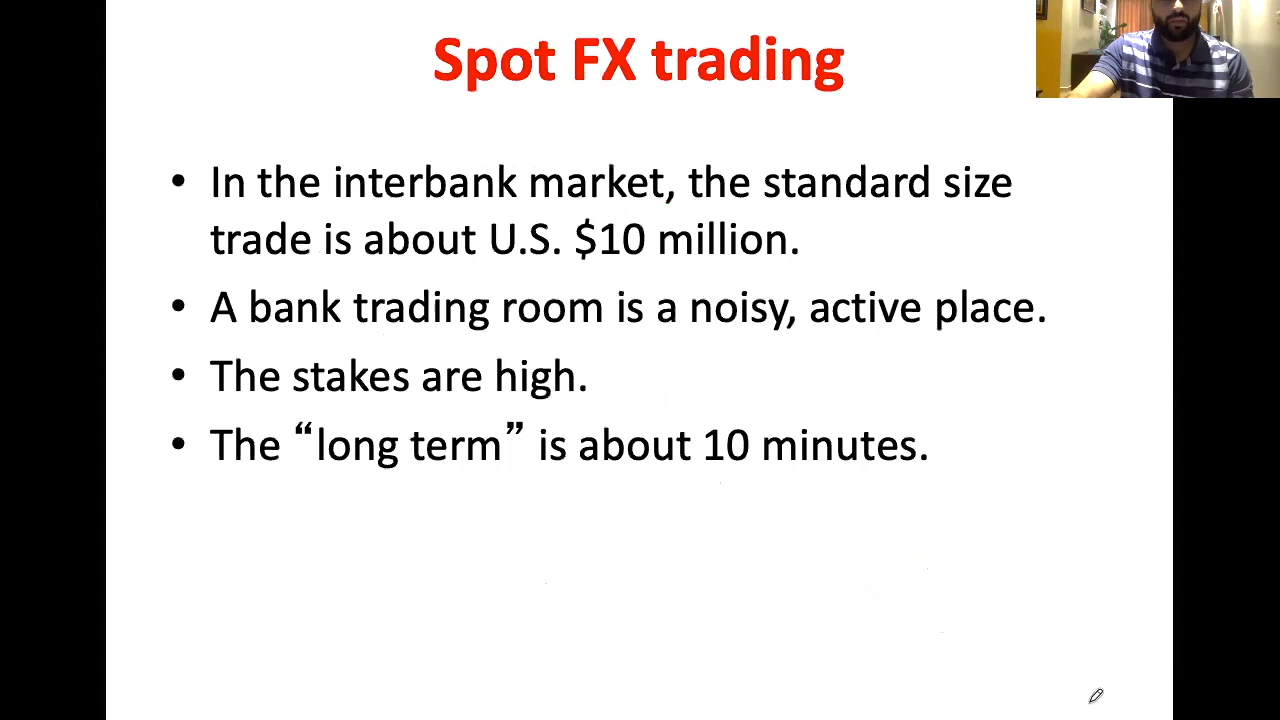 Spot FX trading
• In the interbank market, the standard size
trade is about U.S. $10 million.
• A bank trading room is a noisy, active place.
• The stakes are high.
• The “long term” is about 10 minutes.